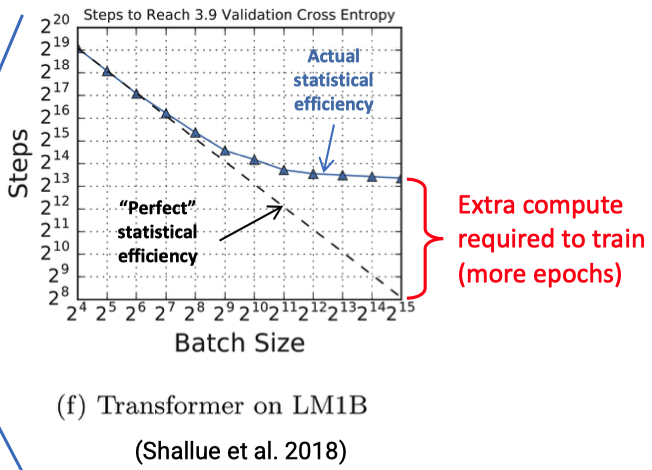 Steps to Reach 3.9 Validation Cross Entropy
2^20
2^19
2^18
2^17
2^16
2^15
2^14
2^13
2^12
2^11
2^10
2^9
2^8
Steps
Actual
statistical
efficiency
“Perfect”
statistical
efficiency
Extra compute
required to train
(more epochs)
2^4 2^5 2^6 2^7 2^8 2^9 2^10 2^11 2^12 2^13 2^14 2^15
Batch Size
(f) Transformer on LM1B
(Shallue et al. 2018)